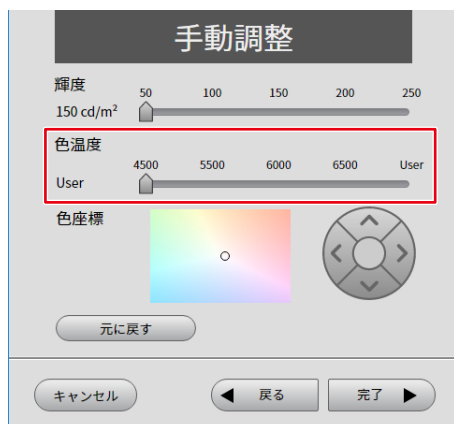 手動調整
輝度
50 100 150 200 250
150 cd/m²
色温度
4500 5500 6000 6500 User
User
色座標
元に戻す
キャンセル ◀ 戻る 完了 ▶